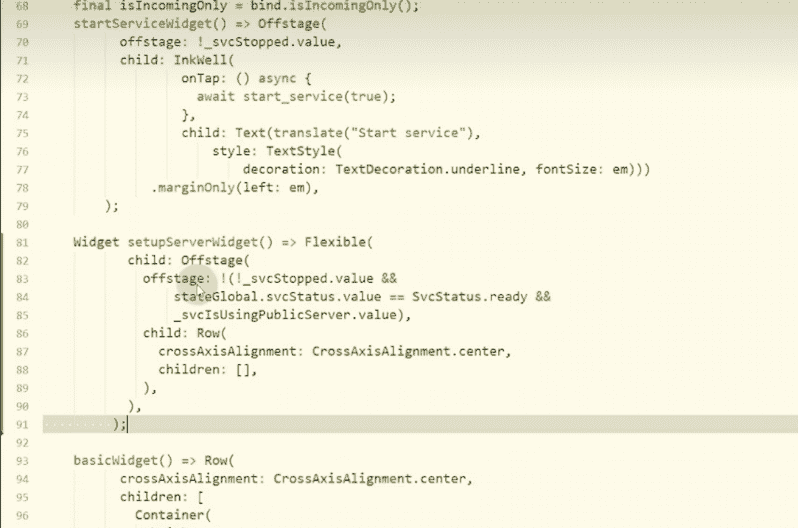 68 final isIncomingOnly = bind.isIncomingOnly();
69 startServiceWidget() => Offstage(
70 offstage: !_svcStopped.value,
71 child: InkWell(
72 onTap: () async {
73 await start_service(true);
74 },
75 child: Text(translate("Start service"),
76 style: TextStyle(
77 decoration: TextDecoration.underline, fontSize: em)))
78 .marginOnly(left: em),
79 );
80
81 Widget setupServerWidget() => Flexible(
82 child: Offstage(
83 offstage: !(!_svcStopped.value &&
84 stateGlobal.svcStatus.value == SvcStatus.ready &&
85 _svcIsUsingPublicServer.value),
86 child: Row(
87 crossAxisAlignment: CrossAxisAlignment.center,
88 children: [],
89 ),
90 ),
91 );
92
93 basicWidget() => Row(
94 crossAxisAlignment: CrossAxisAlignment.center,
95 children: [
96 Container(